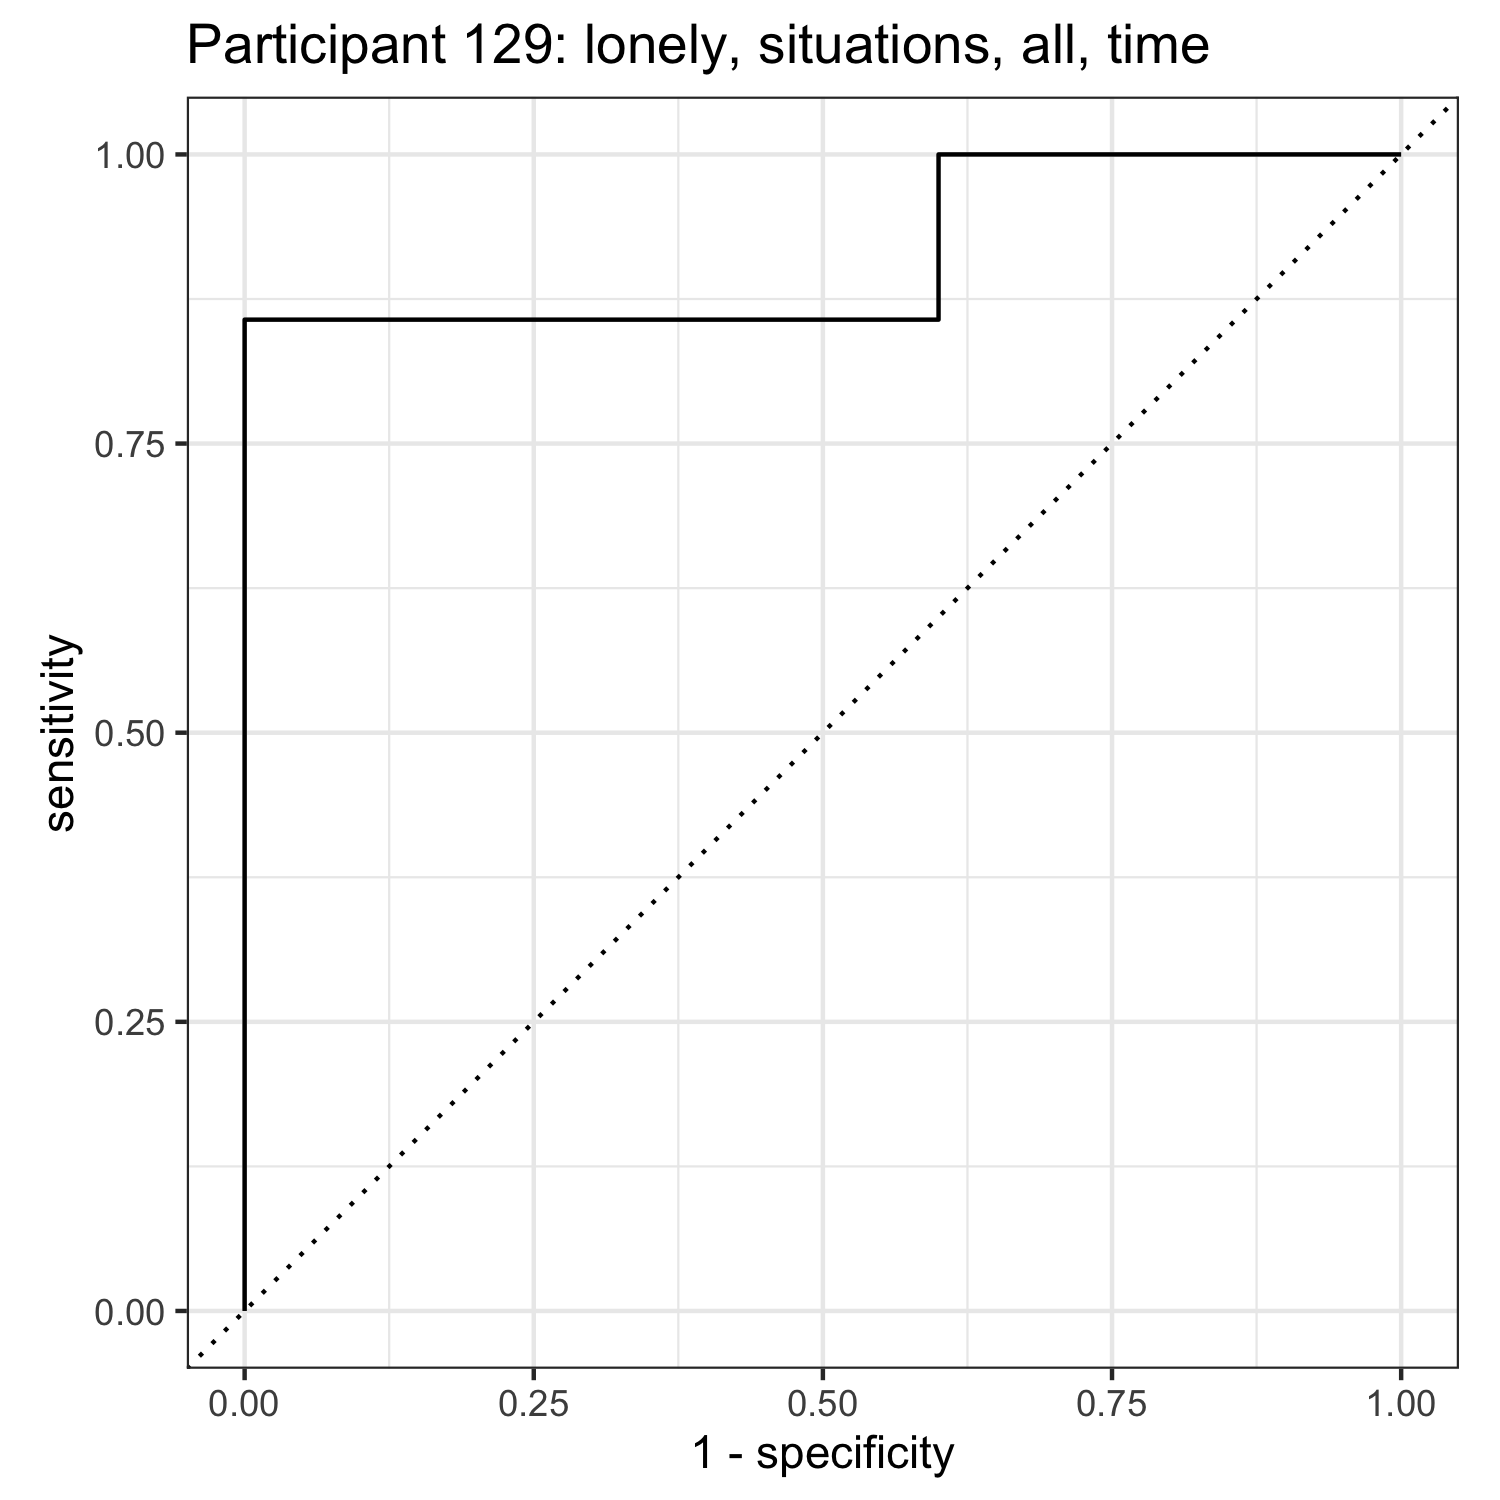 Participant 129: lonely, situations, all, time
1.00
0.75
0.50
0.25
0.00
sensitivity
0.00 0.25 0.50 0.75 1.00
1 - specificity